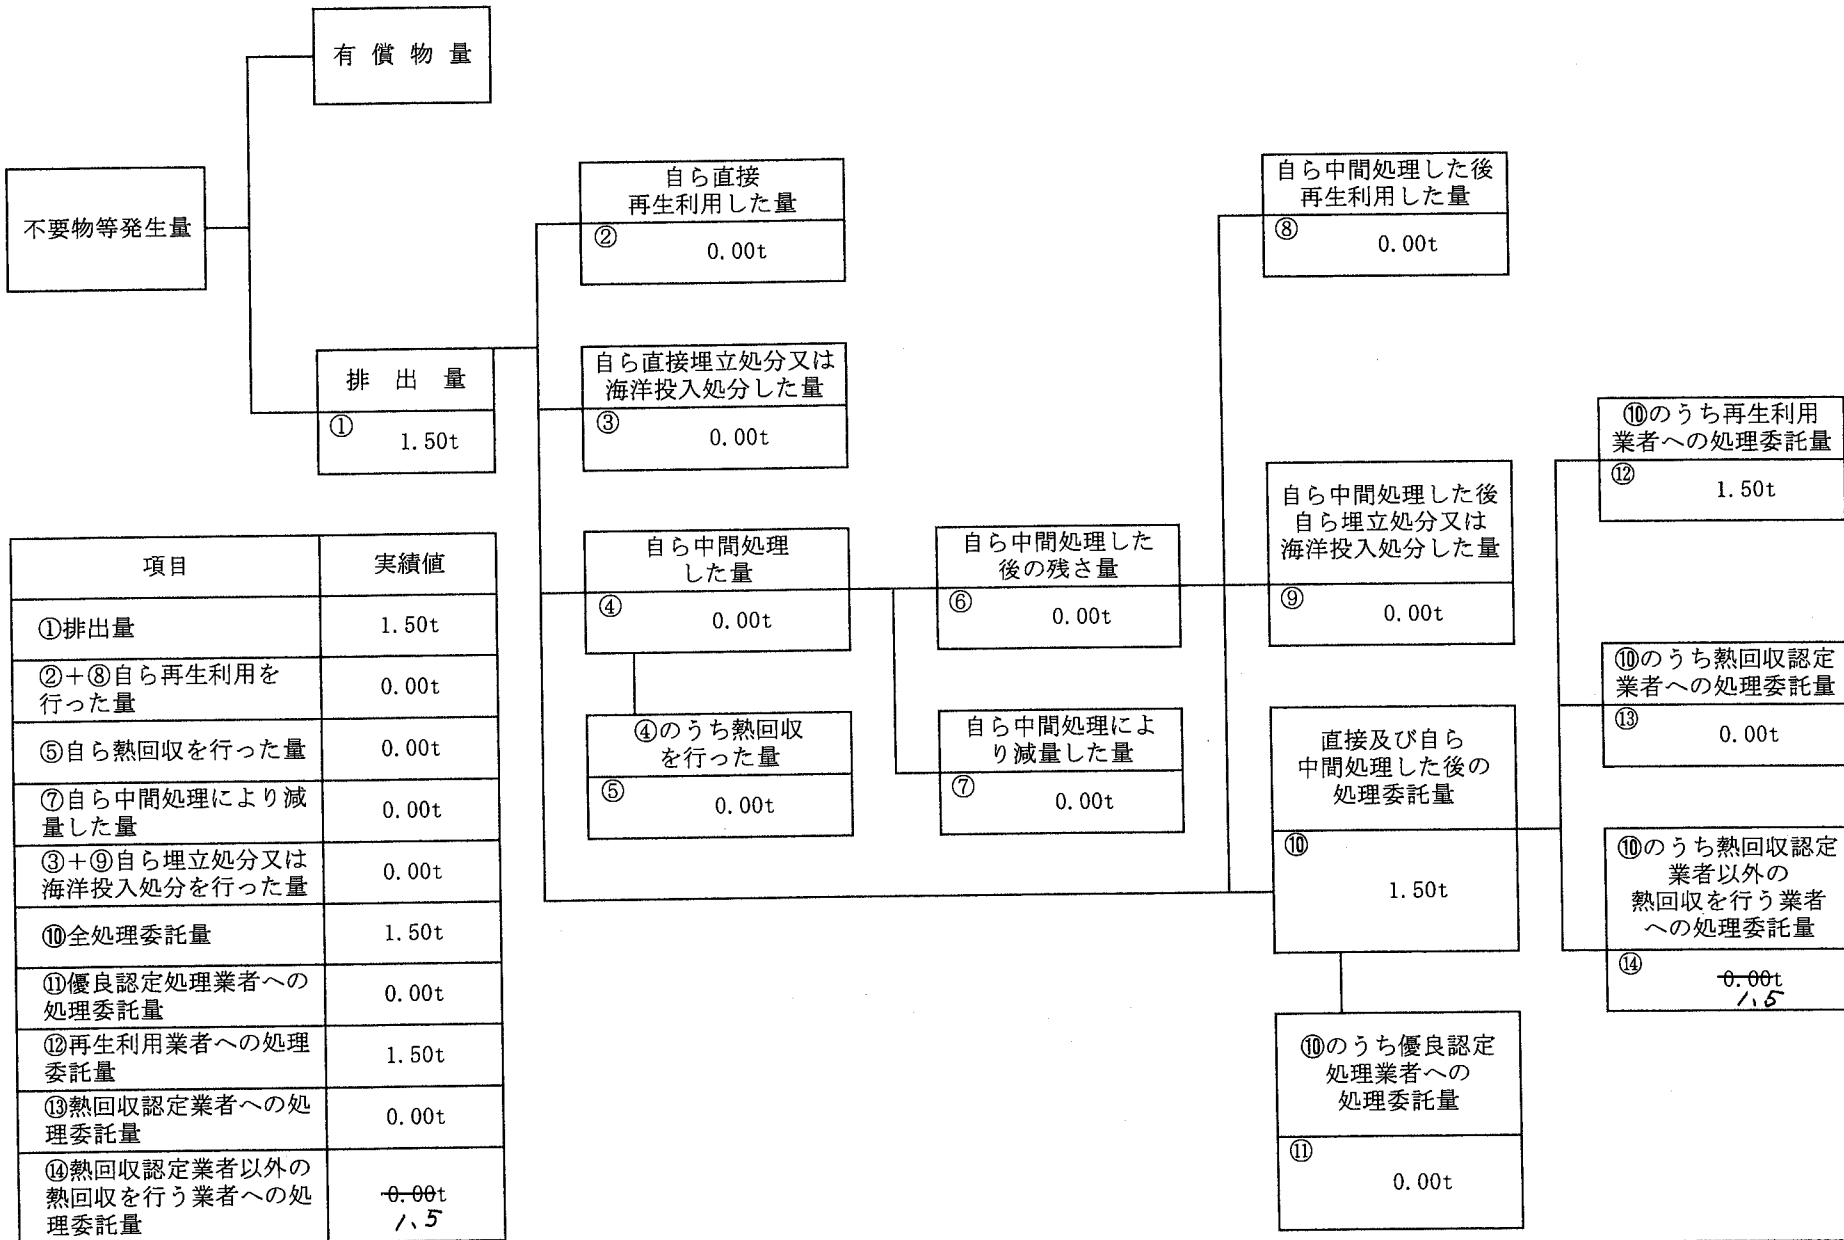 有償物量
不要物等発生量
排出量
① 1.50t
自ら直接
再生利用した量
② 0.00t
自ら直接埋立処分又は
海洋投入処分した量
③ 0.00t
自ら中間処理
した量
④ 0.00t
④のうち熱回収
を行った量
⑤ 0.00t
自ら中間処理した
後の残さ量
⑥ 0.00t
自ら中間処理によ
り減量した量
⑦ 0.00t
自ら中間処理した後
再生利用した量
⑧ 0.00t
自ら中間処理した後
自ら埋立処分又は
海洋投入処分した量
⑨ 0.00t
直接及び自ら
中間処理した後の
処理委託量
⑩
1.50t
⑩のうち優良認定
処理業者への
処理委託量
⑪
0.00t
⑩のうち再生利用
業者への処理委託量
⑫ 1.50t
⑩のうち熱回収認定
業者への処理委託量
⑬ 0.00t
⑩のうち熱回収認定
業者以外の
熱回収を行う業者
への処理委託量
⑭ 0.00t
1、5
項目 実績値
①排出量 1.50t
②+⑧自ら再生利用を
行った量 0.00t
⑤自ら熱回収を行った量 0.00t
⑦自ら中間処理により減
量した量 0.00t
③+⑨自ら埋立処分又は
海洋投入処分を行った量 0.00t
⑩全処理委託量 1.50t
⑪優良認定処理業者への
処理委託量 0.00t
⑫再生利用業者への処理
委託量 1.50t
⑬熱回収認定業者への処
理委託量 0.00t
⑭熱回収認定業者以外の
熱回収を行う業者への処
理委託量 0.00t
1、5